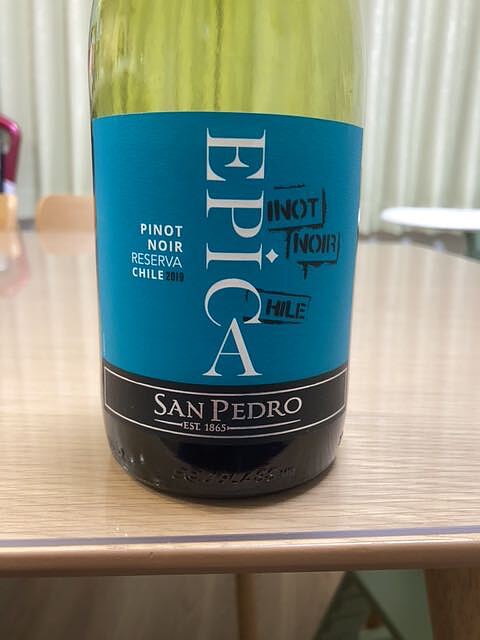 EPICA
PINOT
NOIR
RESERVA
CHILE 2019
INOT
NOIR
HILE
SAN PEDRO
EST. 1865